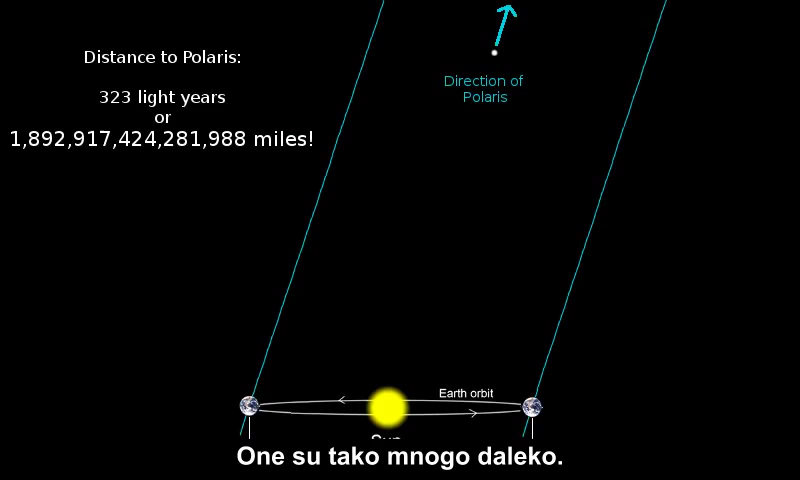 Distance to Polaris:
323 light years
or
1,892,917,424,281,988 miles!
Direction of
Polaris
Earth orbit
Sun
One su tako mnogo daleko.